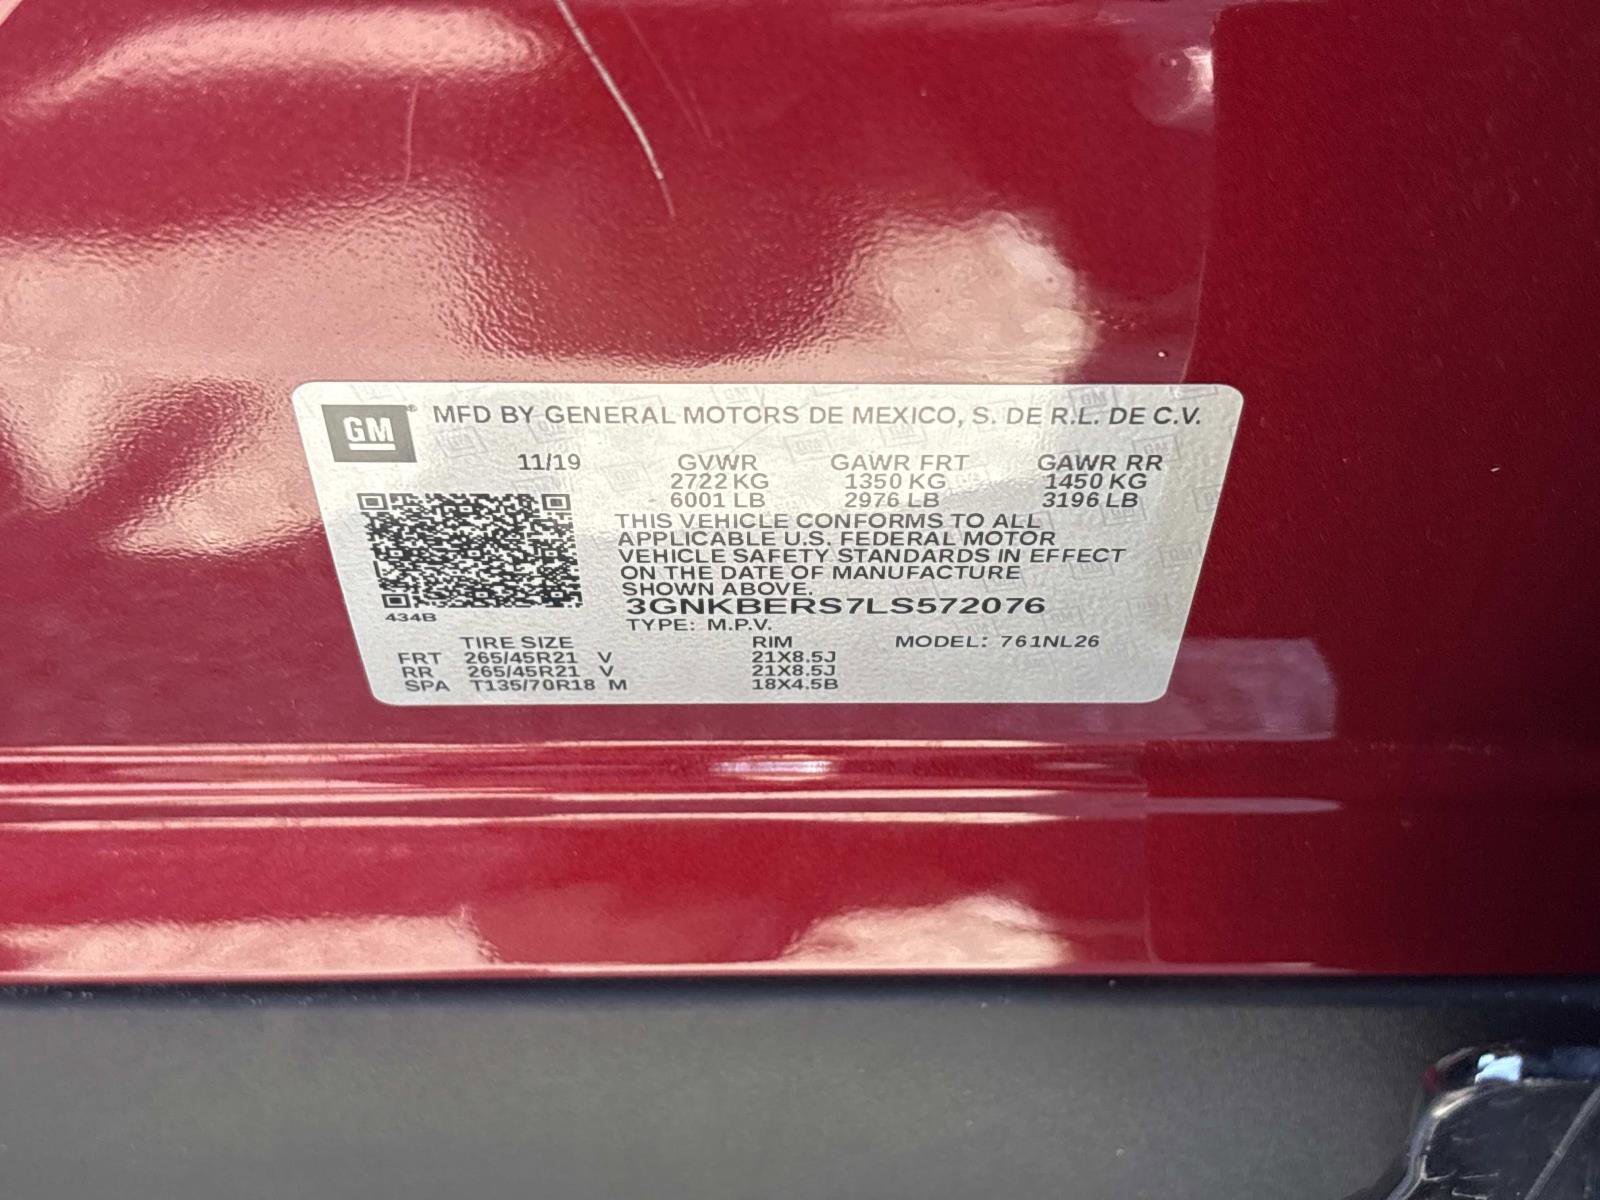 GM® MFD BY GENERAL MOTORS DE MEXICO, S. DE R.L. DE C.V.
11/19 GVWR GAWR FRT GAWR RR
2722 KG 1350 KG 1450 KG
6001 LB 2976 LB 3196 LB
THIS VEHICLE CONFORMS TO ALL
APPLICABLE U.S. FEDERAL MOTOR
VEHICLE SAFETY STANDARDS IN EFFECT
ON THE DATE OF MANUFACTURE
SHOWN ABOVE.
3GNKBERS7LS572076
434B
TYPE: M.P.V.
TIRE SIZE RIM MODEL: 761NL26
FRT 265/45R21 V 21X8.5J
RR 265/45R21 V 21X8.5J
SPA T135/70R18 M 18X4.5B